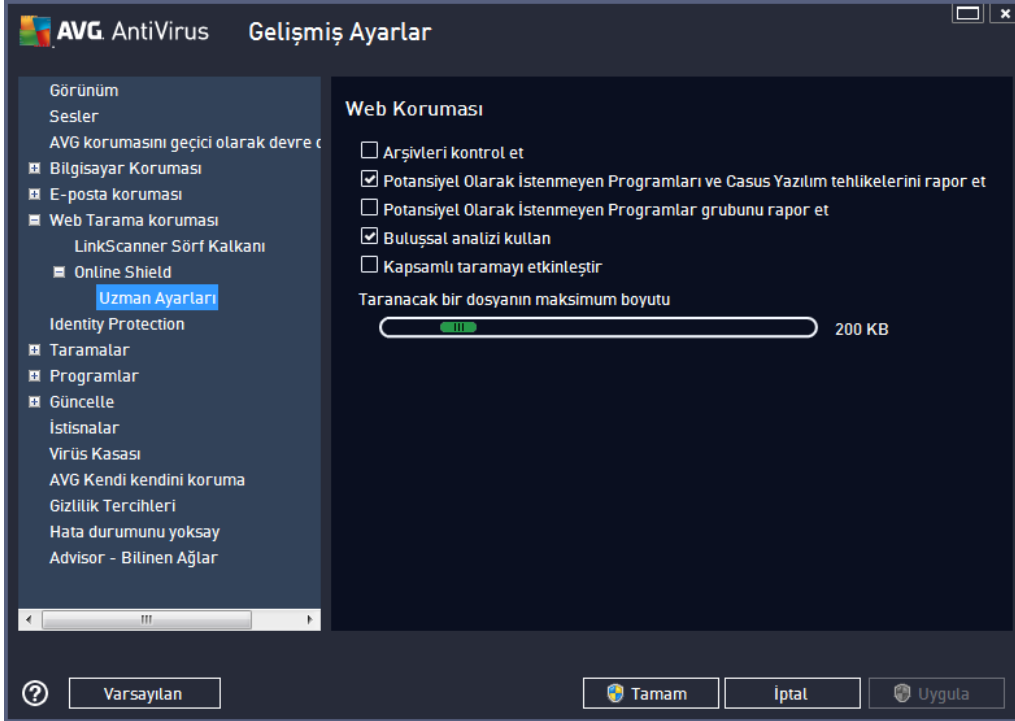 AVG AntiVirus Gelişmiş Ayarlar
Görünüm
Sesler
AVG korumasını geçici olarak devre
Bilgisayar Koruması
E-posta koruması
Web Tarama koruması
LinkScanner Sörf Kalkanı
Online Shield
Uzman Ayarları
Identity Protection
Taramalar
Programlar
Güncelle
İstisnalar
Virüs Kasası
AVG Kendi kendini koruma
Gizlilik Tercihleri
Hata durumunu yoksay
Advisor - Bilinen Ağlar
Web Koruması
Arşivleri kontrol et
Potansiyel Olarak İstenmeyen Programları ve Casus Yazılım tehlikelerini rapor et
Potansiyel Olarak İstenmeyen Programlar grubunu rapor et
Buluşsal analizi kullan
Kapsamlı taramayı etkinleştir
Taranacak bir dosyanın maksimum boyutu
200 KB
Varsayılan
Tamam
İptal
Uygula